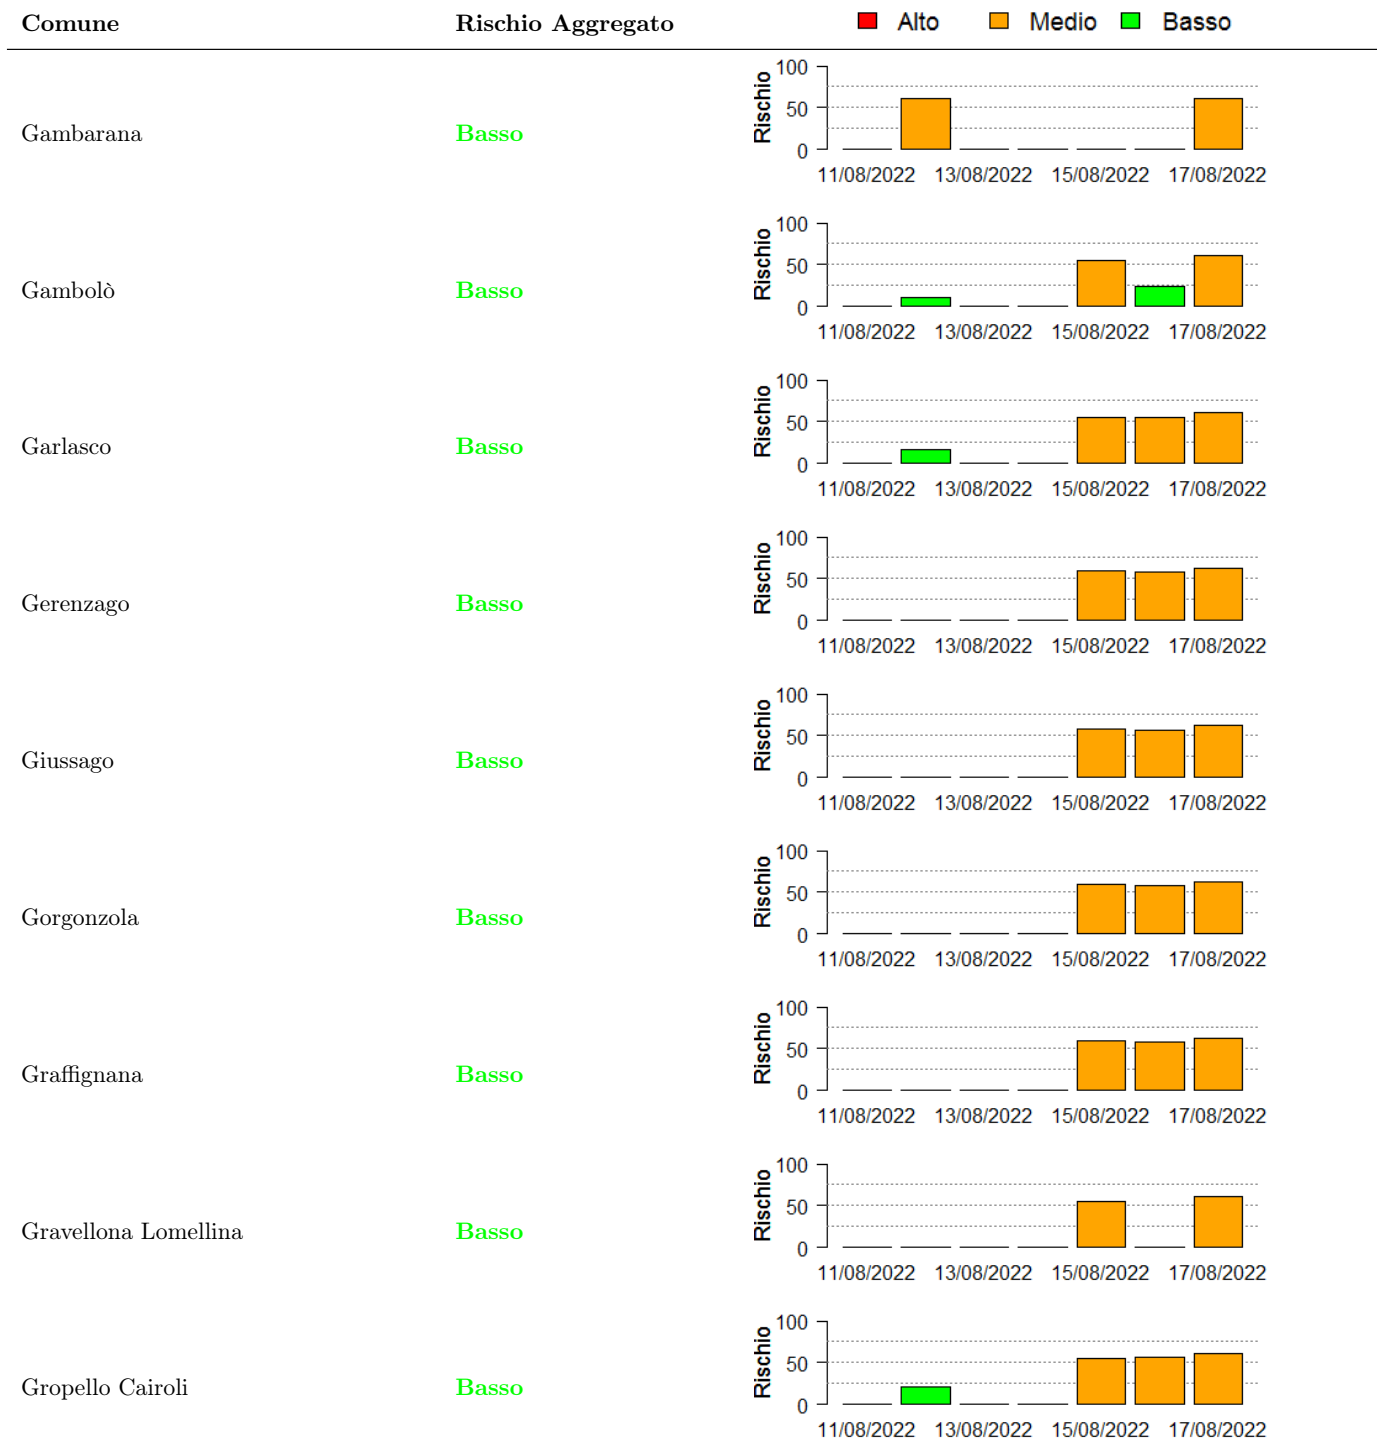 Comune Rischio Aggregato Alto Medio Basso
100
50
0
Rischio
Gambarana Basso
11/08/2022 13/08/2022 15/08/2022 17/08/2022
100
50
0
Rischio
Gambolò Basso
11/08/2022 13/08/2022 15/08/2022 17/08/2022
100
50
0
Rischio
Garlasco Basso
11/08/2022 13/08/2022 15/08/2022 17/08/2022
100
50
0
Rischio
Gerenzago Basso
11/08/2022 13/08/2022 15/08/2022 17/08/2022
100
50
0
Rischio
Giussago Basso
11/08/2022 13/08/2022 15/08/2022 17/08/2022
100
50
0
Rischio
Gorgonzola Basso
11/08/2022 13/08/2022 15/08/2022 17/08/2022
100
50
0
Rischio
Graffignana Basso
11/08/2022 13/08/2022 15/08/2022 17/08/2022
100
50
0
Rischio
Gravellona Lomellina Basso
11/08/2022 13/08/2022 15/08/2022 17/08/2022
100
50
0
Rischio
Gropello Cairoli Basso
11/08/2022 13/08/2022 15/08/2022 17/08/2022